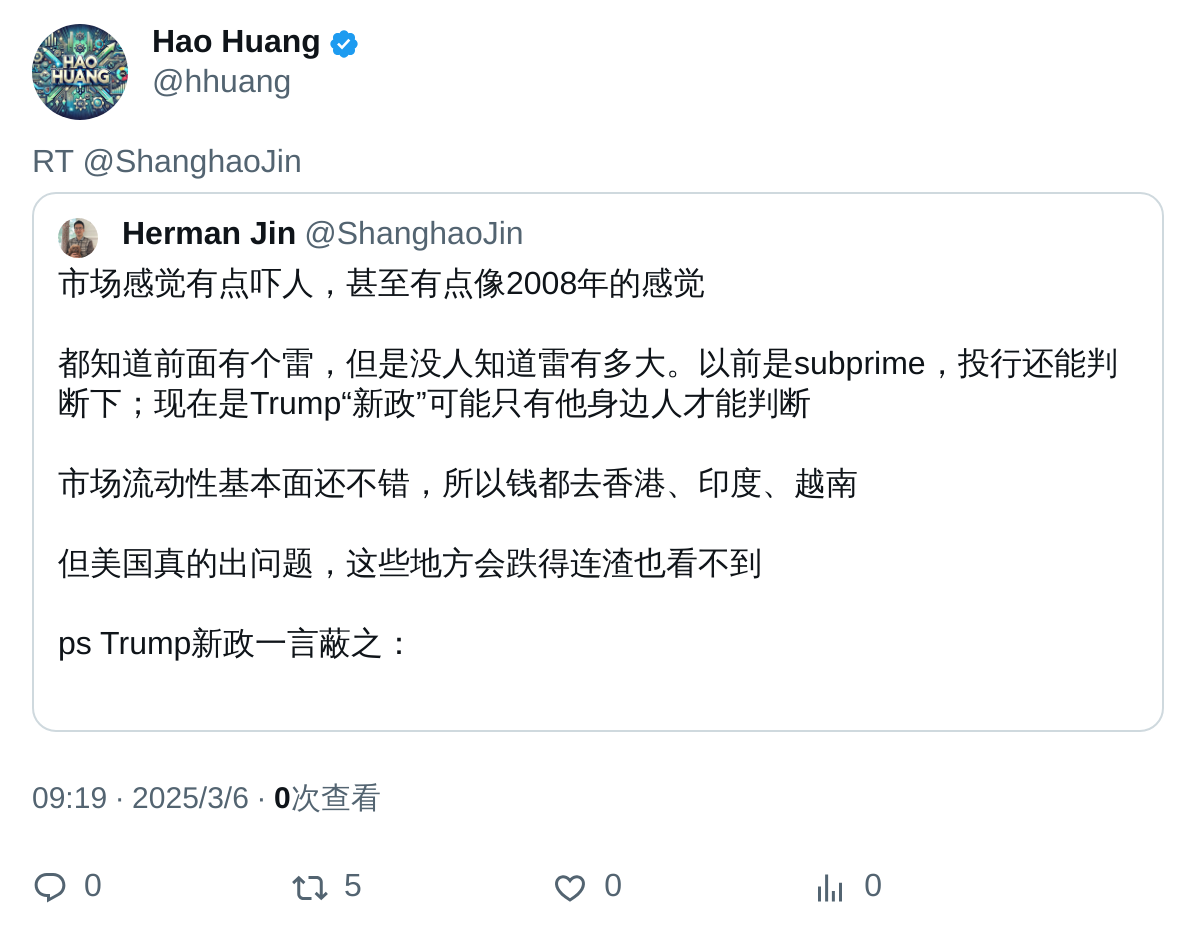 HAO
HUANG
Hao Huang
@hhuang
RT @ShanghaoJin
Herman Jin @ShanghaoJin
市场感觉有点吓人，甚至有点像2008年的感觉
都知道前面有个雷，但是没人知道雷有多大。以前是subprime，投行还能判
断下；现在是Trump“新政”可能只有他身边人才能判断
市场流动性基本面还不错，所以钱都去香港、印度、越南
但美国真的出问题，这些地方会跌得连渣也看不到
ps Trump新政一言蔽之：
09:19 · 2025/3/6 · 0次查看
0 5 0 0